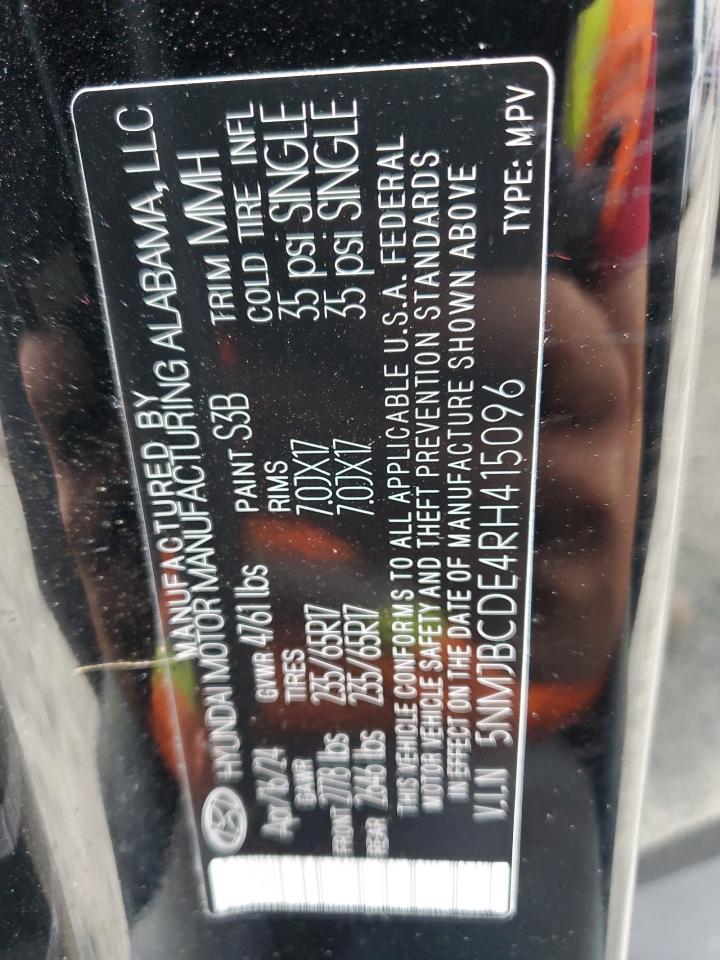 MANUFACTURED BY
HYUNDAI MOTOR MANUFACTURING ALABAMA, LLC
Apr/16/24 GVWR 4761 lbs PAINT S3B TRIM MMH
GAWR TIRES RIMS COLD TIRE INFL
FRONT 2778 lbs 235/65R17 7.0JX17 35 psi SINGLE
REAR 2646 lbs 235/65R17 7.0JX17 35 psi SINGLE
THIS VEHICLE CONFORMS TO ALL APPLICABLE U.S.A. FEDERAL
MOTOR VEHICLE SAFETY AND THEFT PREVENTION STANDARDS
IN EFFECT ON THE DATE OF MANUFACTURE SHOWN ABOVE
V.I.N 5NMJBCDE4RH415096 TYPE: MPV